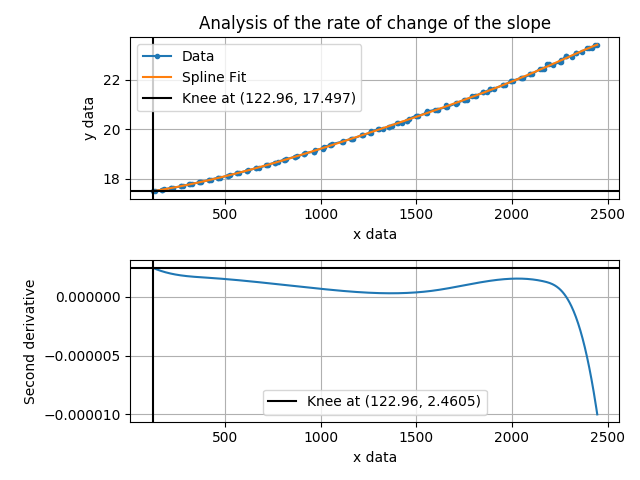 Analysis of the rate of change of the slope
Data
Spline Fit
Knee at (122.96, 17.497)
y data
22
20
18
500 1000 1500 2000 2500
x data
Second derivative
0.000000
−0.000005
−0.000010
Knee at (122.96, 2.4605)
500 1000 1500 2000 2500
x data